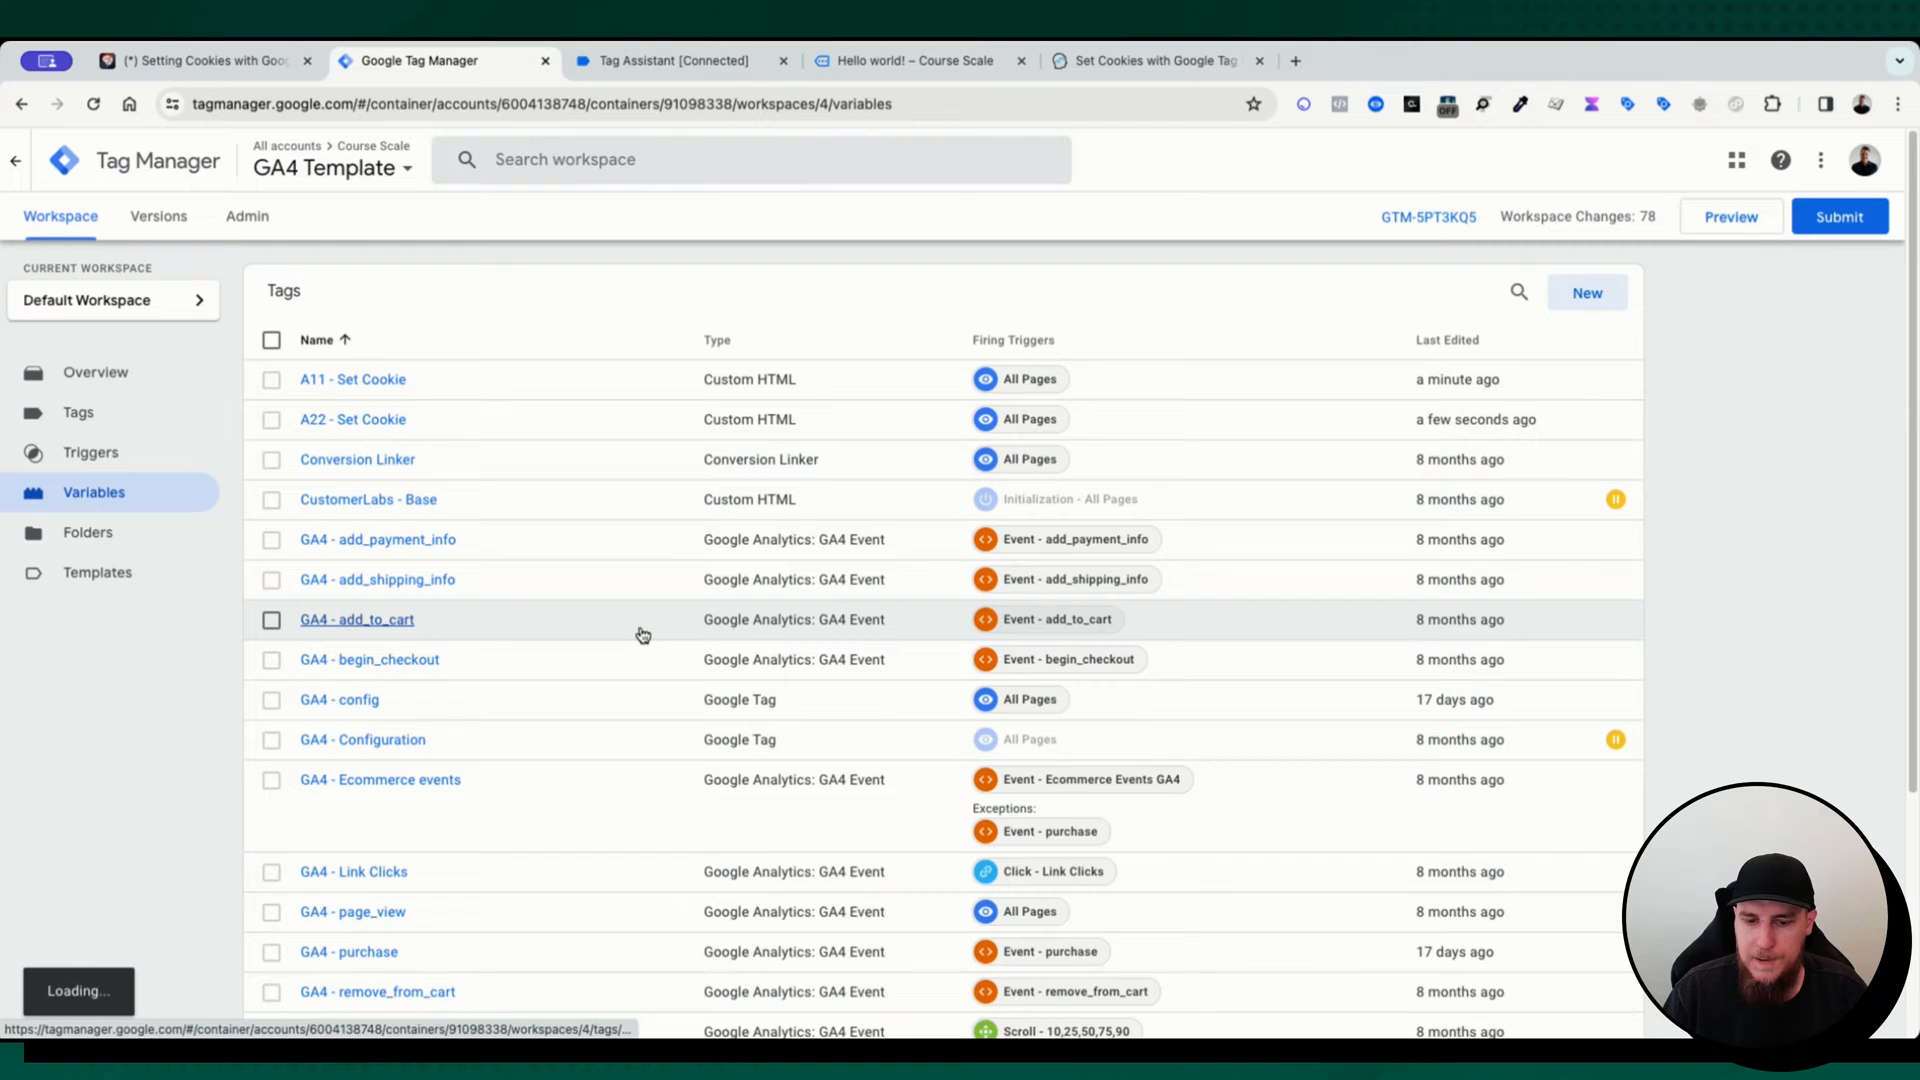 (*) Setting Cookies with Goog
Google Tag Manager
Tag Assistant [Connected]
Hello world! – Course Scale
Set Cookies with Google Tag
tagmanager.google.com/#/container/accounts/6004138748/containers/91098338/workspaces/4/variables
OFF
Tag Manager
All accounts > Course Scale
GA4 Template
Search workspace
Workspace
Versions
Admin
GTM-5PT3KQ5
Workspace Changes: 78
Preview
Submit
CURRENT WORKSPACE
Default Workspace
Overview
Tags
Triggers
Variables
Folders
Templates
Tags
New
Name Type Firing Triggers Last Edited
A11 - Set Cookie Custom HTML All Pages a minute ago
A22 - Set Cookie Custom HTML All Pages a few seconds ago
Conversion Linker Conversion Linker All Pages 8 months ago
CustomerLabs - Base Custom HTML Initialization - All Pages 8 months ago
GA4 - add_payment_info Google Analytics: GA4 Event Event - add_payment_info 8 months ago
GA4 - add_shipping_info Google Analytics: GA4 Event Event - add_shipping_info 8 months ago
GA4 - add_to_cart Google Analytics: GA4 Event Event - add_to_cart 8 months ago
GA4 - begin_checkout Google Analytics: GA4 Event Event - begin_checkout 8 months ago
GA4 - config Google Tag All Pages 17 days ago
GA4 - Configuration Google Tag All Pages 8 months ago
GA4 - Ecommerce events Google Analytics: GA4 Event Event - Ecommerce Events GA4 8 months ago
Exceptions:
Event - purchase
GA4 - Link Clicks Google Analytics: GA4 Event Click - Link Clicks 8 months ago
GA4 - page_view Google Analytics: GA4 Event All Pages 8 months ago
GA4 - purchase Google Analytics: GA4 Event Event - purchase 17 days ago
GA4 - remove_from_cart Google Analytics: GA4 Event Event - remove_from_cart 8 months ago
Google Analytics: GA4 Event Scroll - 10,25,50,75,90 8 months ago
Loading...
https://tagmanager.google.com/#/container/accounts/6004138748/containers/91098338/workspaces/4/tags/...